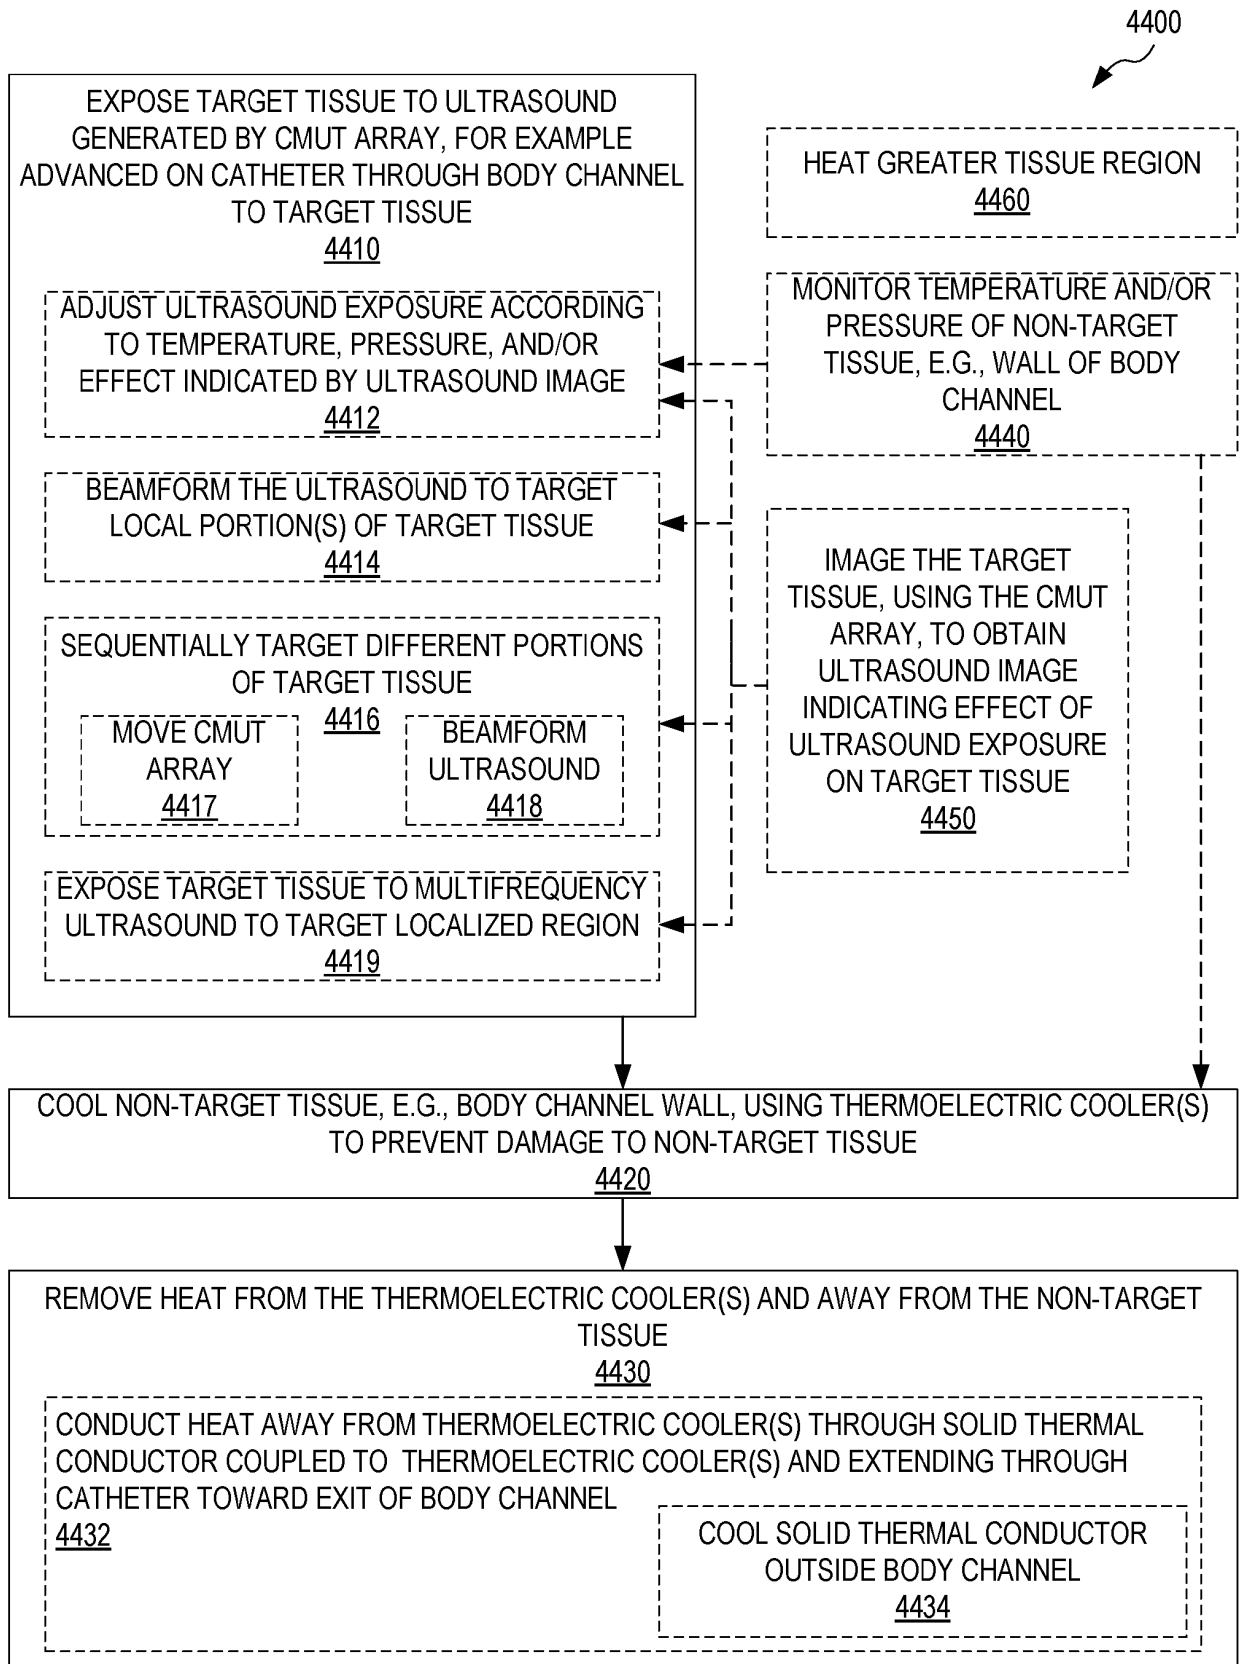 4400
EXPOSE TARGET TISSUE TO ULTRASOUND
GENERATED BY CMUT ARRAY, FOR EXAMPLE
ADVANCED ON CATHETER THROUGH BODY CHANNEL
TO TARGET TISSUE
4410
ADJUST ULTRASOUND EXPOSURE ACCORDING
TO TEMPERATURE, PRESSURE, AND/OR
EFFECT INDICATED BY ULTRASOUND IMAGE
4412
BEAMFORM THE ULTRASOUND TO TARGET
LOCAL PORTION(S) OF TARGET TISSUE
4414
SEQUENTIALLY TARGET DIFFERENT PORTIONS
OF TARGET TISSUE
4416
MOVE CMUT
ARRAY
4417
BEAMFORM
ULTRASOUND
4418
EXPOSE TARGET TISSUE TO MULTIFREQUENCY
ULTRASOUND TO TARGET LOCALIZED REGION
4419
HEAT GREATER TISSUE REGION
4460
MONITOR TEMPERATURE AND/OR
PRESSURE OF NON-TARGET
TISSUE, E.G., WALL OF BODY
CHANNEL
4440
IMAGE THE TARGET
TISSUE, USING THE CMUT
ARRAY, TO OBTAIN
ULTRASOUND IMAGE
INDICATING EFFECT OF
ULTRASOUND EXPOSURE
ON TARGET TISSUE
4450
COOL NON-TARGET TISSUE, E.G., BODY CHANNEL WALL, USING THERMOELECTRIC COOLER(S)
TO PREVENT DAMAGE TO NON-TARGET TISSUE
4420
REMOVE HEAT FROM THE THERMOELECTRIC COOLER(S) AND AWAY FROM THE NON-TARGET
TISSUE
4430
CONDUCT HEAT AWAY FROM THERMOELECTRIC COOLER(S) THROUGH SOLID THERMAL
CONDUCTOR COUPLED TO THERMOELECTRIC COOLER(S) AND EXTENDING THROUGH
CATHETER TOWARD EXIT OF BODY CHANNEL
4432
COOL SOLID THERMAL CONDUCTOR
OUTSIDE BODY CHANNEL
4434